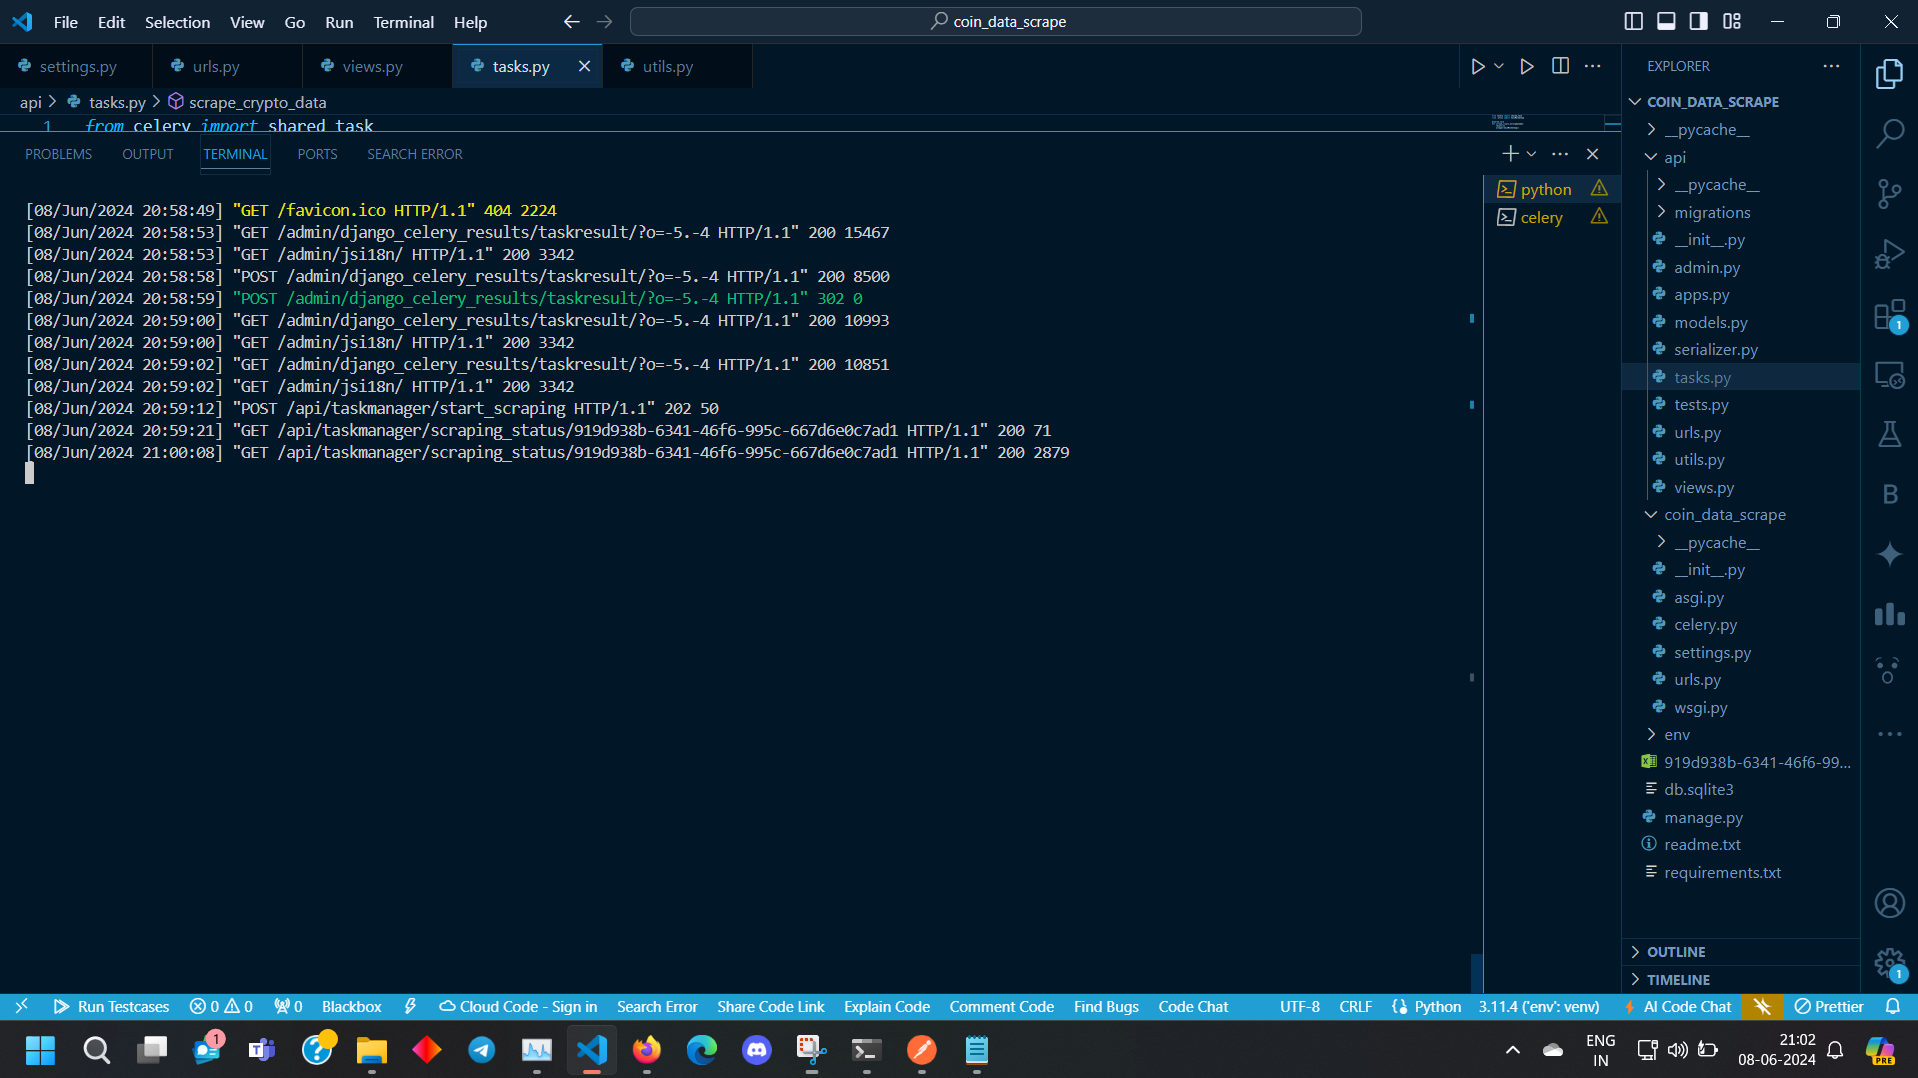 File Edit Selection View Go Run Terminal Help
coin_data_scrape
settings.py
urls.py
views.py
tasks.py
utils.py
api > tasks.py > scrape_crypto_data
1 from celery import shared_task
PROBLEMS OUTPUT TERMINAL PORTS SEARCH ERROR
[08/Jun/2024 20:58:49] "GET /favicon.ico HTTP/1.1" 404 2224
[08/Jun/2024 20:58:53] "GET /admin/django_celery_results/taskresult/?o=-5.-4 HTTP/1.1" 200 15467
[08/Jun/2024 20:58:53] "GET /admin/jsi18n/ HTTP/1.1" 200 3342
[08/Jun/2024 20:58:58] "POST /admin/django_celery_results/taskresult/?o=-5.-4 HTTP/1.1" 200 8500
[08/Jun/2024 20:58:59] "POST /admin/django_celery_results/taskresult/?o=-5.-4 HTTP/1.1" 302 0
[08/Jun/2024 20:59:00] "GET /admin/django_celery_results/taskresult/?o=-5.-4 HTTP/1.1" 200 10993
[08/Jun/2024 20:59:00] "GET /admin/jsi18n/ HTTP/1.1" 200 3342
[08/Jun/2024 20:59:02] "GET /admin/django_celery_results/taskresult/?o=-5.-4 HTTP/1.1" 200 10851
[08/Jun/2024 20:59:02] "GET /admin/jsi18n/ HTTP/1.1" 200 3342
[08/Jun/2024 20:59:12] "POST /api/taskmanager/start_scraping HTTP/1.1" 202 50
[08/Jun/2024 20:59:21] "GET /api/taskmanager/scraping_status/919d938b-6341-46f6-995c-667d6e0c7ad1 HTTP/1.1" 200 71
[08/Jun/2024 21:00:08] "GET /api/taskmanager/scraping_status/919d938b-6341-46f6-995c-667d6e0c7ad1 HTTP/1.1" 200 2879
python
celery
EXPLORER
COIN_DATA_SCRAPE
__pycache__
api
__pycache__
migrations
__init__.py
admin.py
apps.py
models.py
serializer.py
tasks.py
tests.py
urls.py
utils.py
views.py
coin_data_scrape
__pycache__
__init__.py
asgi.py
celery.py
settings.py
urls.py
wsgi.py
env
919d938b-6341-46f6-99...
db.sqlite3
manage.py
readme.txt
requirements.txt
OUTLINE
TIMELINE
1
B
1
Run Testcases 0 0 0 Blackbox Cloud Code - Sign in Search Error Share Code Link Explain Code Comment Code Find Bugs Code Chat UTF-8 CRLF Python 3.11.4 ('env': venv) AI Code Chat Prettier
1
ENG
IN
21:02
08-06-2024
PRE